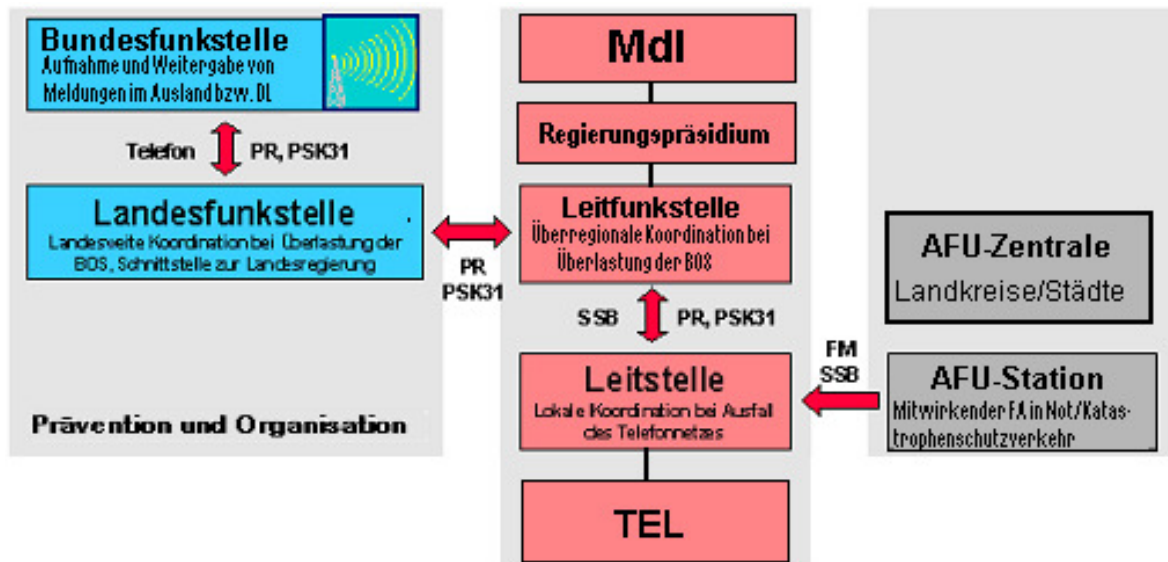 Bundesfunkstelle
Aufnahme und Weitergabe von
Meldungen im Ausland bzw. DL
Telefon PR, PSK31
Landesfunkstelle
Landesweite Koordination bei Überlastung der
BOS, Schnittstelle zur Landesregierung
Prävention und Organisation
PR
PSK31
MdI
Regierungspräsidium
Leitfunkstelle
Überregionale Koordination bei
Überlastung der BOS
SSB PR, PSK31
Leitstelle
Lokale Koordination bei Ausfall
des Telefonnetzes
TEL
FM
SSB
AFU-Zentrale
Landkreise/Städte
AFU-Station
Mitwirkender FA in Not/Katas-
trophenschutzverkehr